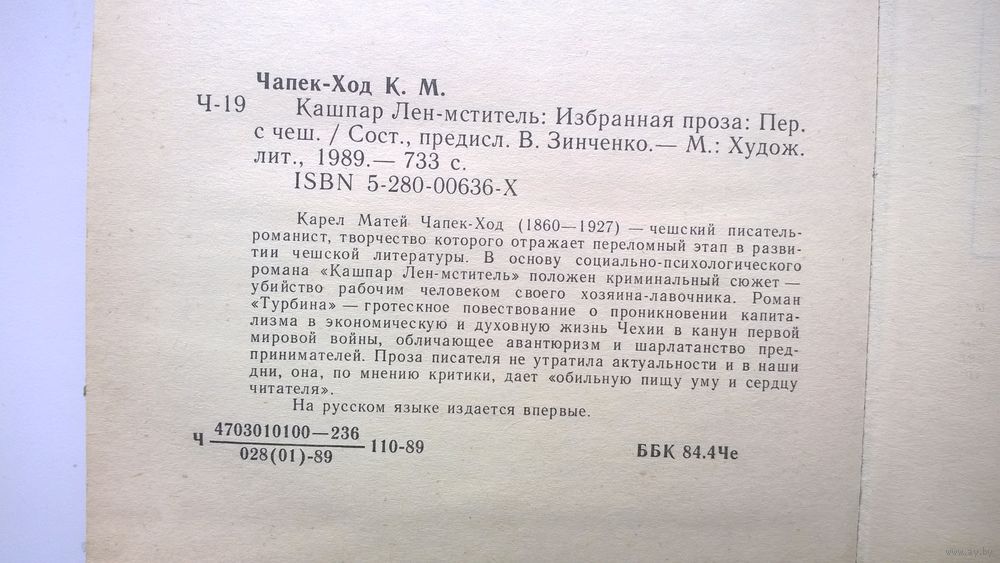 Чапек-Ход К. М.
Ч-19 Кашпар Лен-мститель: Избранная проза: Пер.
с чеш. / Сост., предисл. В. Зинченко.— М.: Худож.
лит., 1989.— 733 с.
ISBN 5-280-00636-X
Карел Матей Чапек-Ход (1860—1927) — чешский писатель-
романист, творчество которого отражает переломный этап в разви-
тии чешской литературы. В основу социально-психологического
романа «Кашпар Лен-мститель» положен криминальный сюжет —
убийство рабочим человеком своего хозяина-лавочника. Роман
«Турбина» — гротескное повествование о проникновении капита-
лизма в экономическую и духовную жизнь Чехии в канун первой
мировой войны, обличающее авантюризм и шарлатанство пред-
принимателей. Проза писателя не утратила актуальности и в наши
дни, она, по мнению критики, дает «обильную пищу уму и сердцу
читателя».
На русском языке издается впервые.
Ч 4703010100—236
028(01)-89 110-89
ББК 84.4Че
www.ay.by